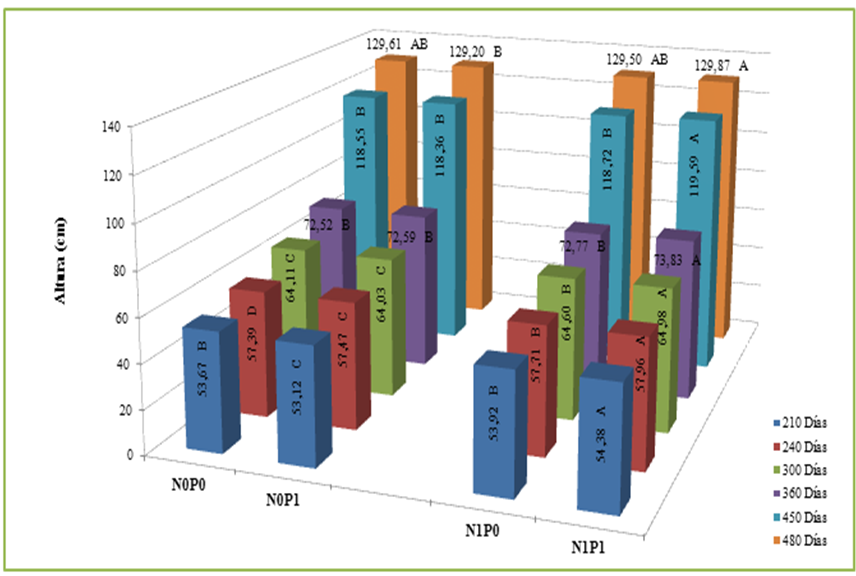 129,61 AB
129,20 B
129,50 AB
129,87 A
118,55 B
118,36 B
118,72 B
119,59 A
72,52 B
72,59 B
72,77 B
73,83 A
64,11 C
64,03 C
64,60 B
64,98 A
57,39 D
57,47 C
57,71 B
57,96 A
53,67 B
53,12 C
53,92 B
54,38 A
Altura (cm)
140
120
100
80
60
40
20
0
N0P0
N0P1
N1P0
N1P1
210 Días
240 Días
300 Días
360 Días
450 Días
480 Días